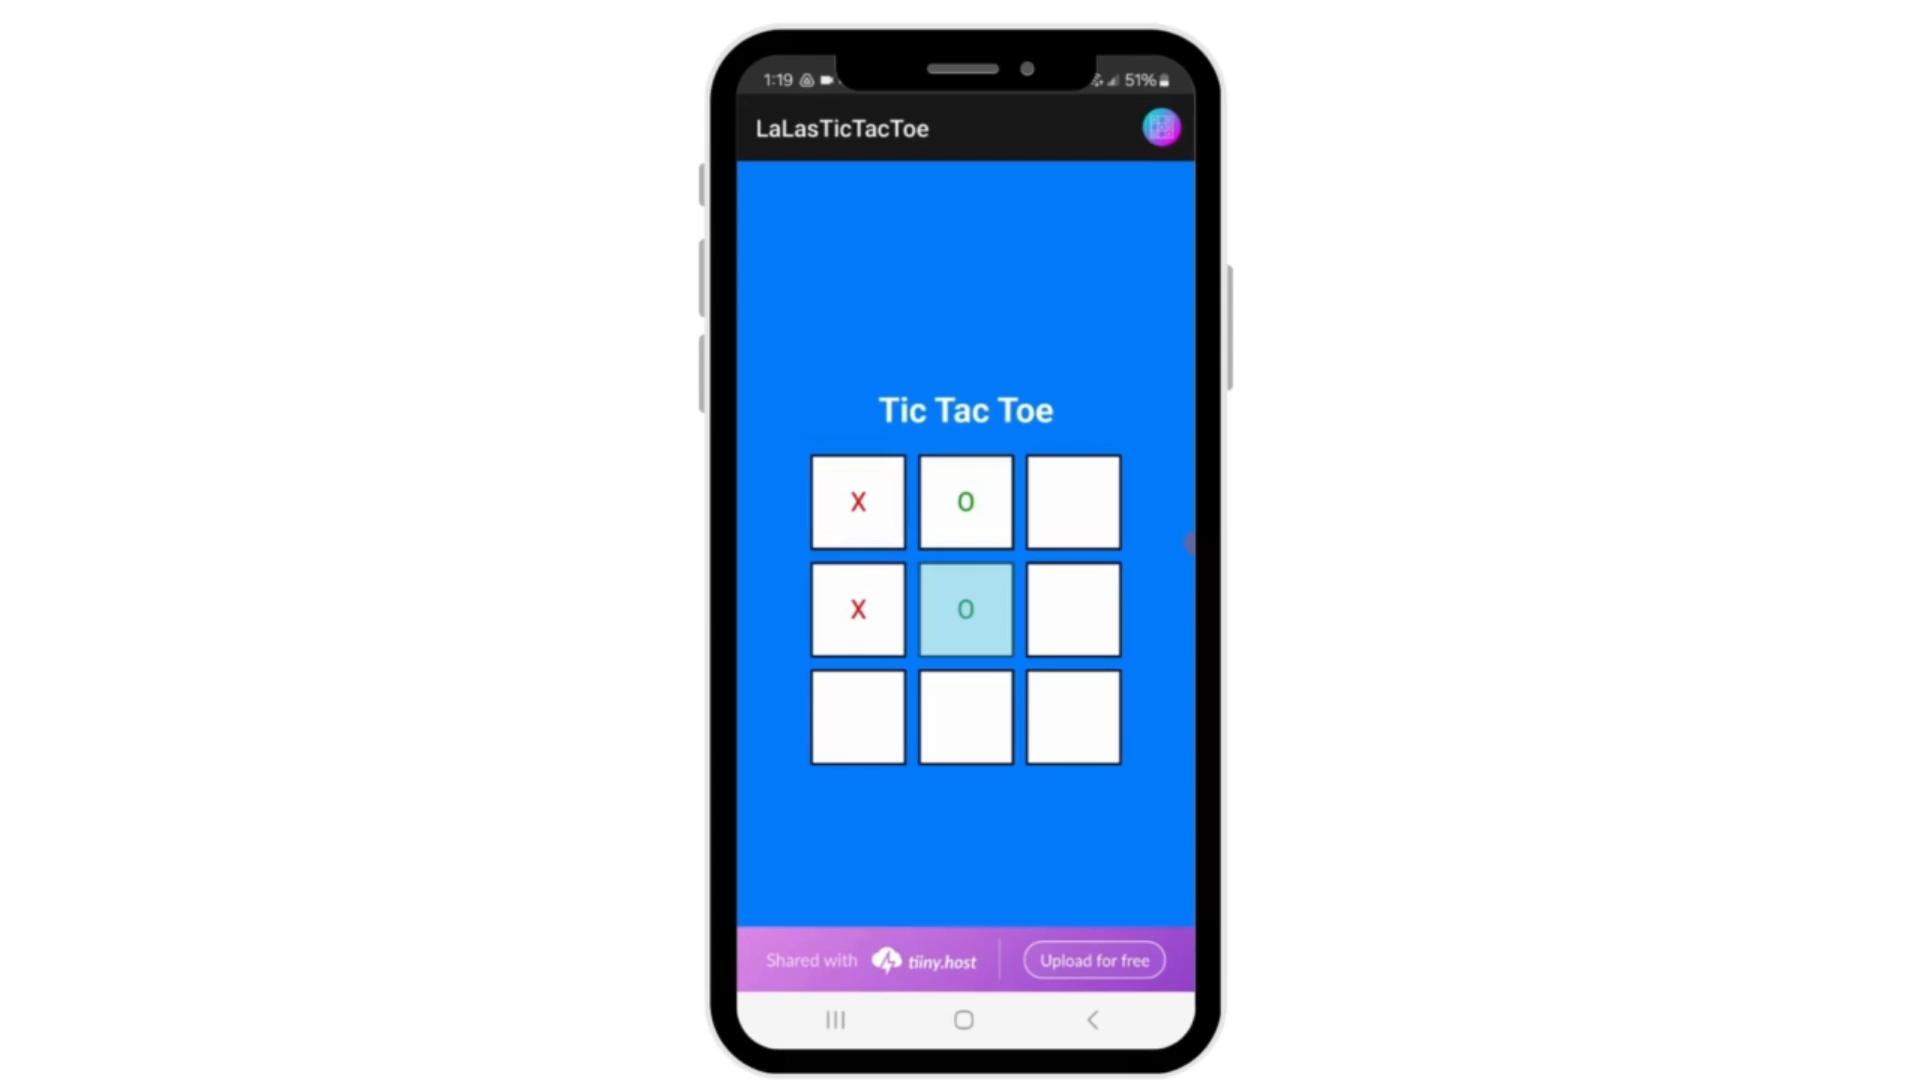 1:19 51%
LaLasTicTacToe
Tic Tac Toe
X O
X O
Shared with tiiny.host Upload for free